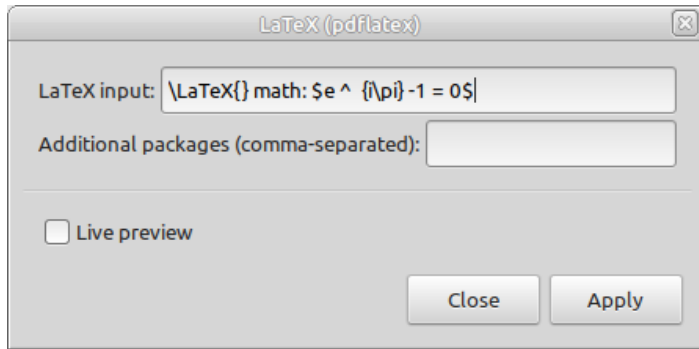 LaTeX (pdflatex)
LaTeX input: \LaTeX{} math: $e ^  {i\pi} -1 = 0$
Additional packages (comma-separated):
Live preview
Close Apply